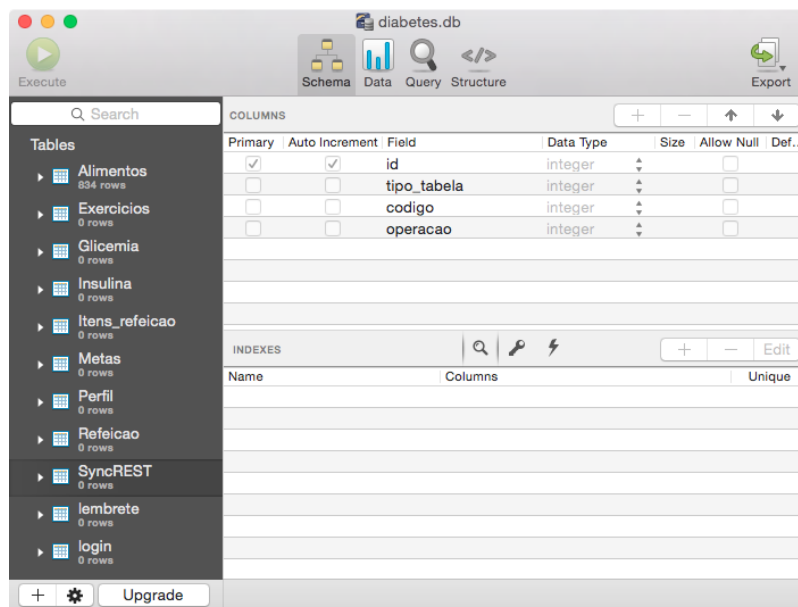 diabetes.db
Execute
Schema Data Query Structure
Export
Search
Tables
Alimentos
834 rows
Exercicios
0 rows
Glicemia
0 rows
Insulina
0 rows
Itens_refeicao
0 rows
Metas
0 rows
Perfil
0 rows
Refeicao
0 rows
SyncREST
0 rows
lembrete
0 rows
login
0 rows
Upgrade
COLUMNS
Primary Auto Increment Field Data Type Size Allow Null Def..
id integer
tipo_tabela integer
codigo integer
operacao integer
INDEXES
Edit
Name Columns Unique